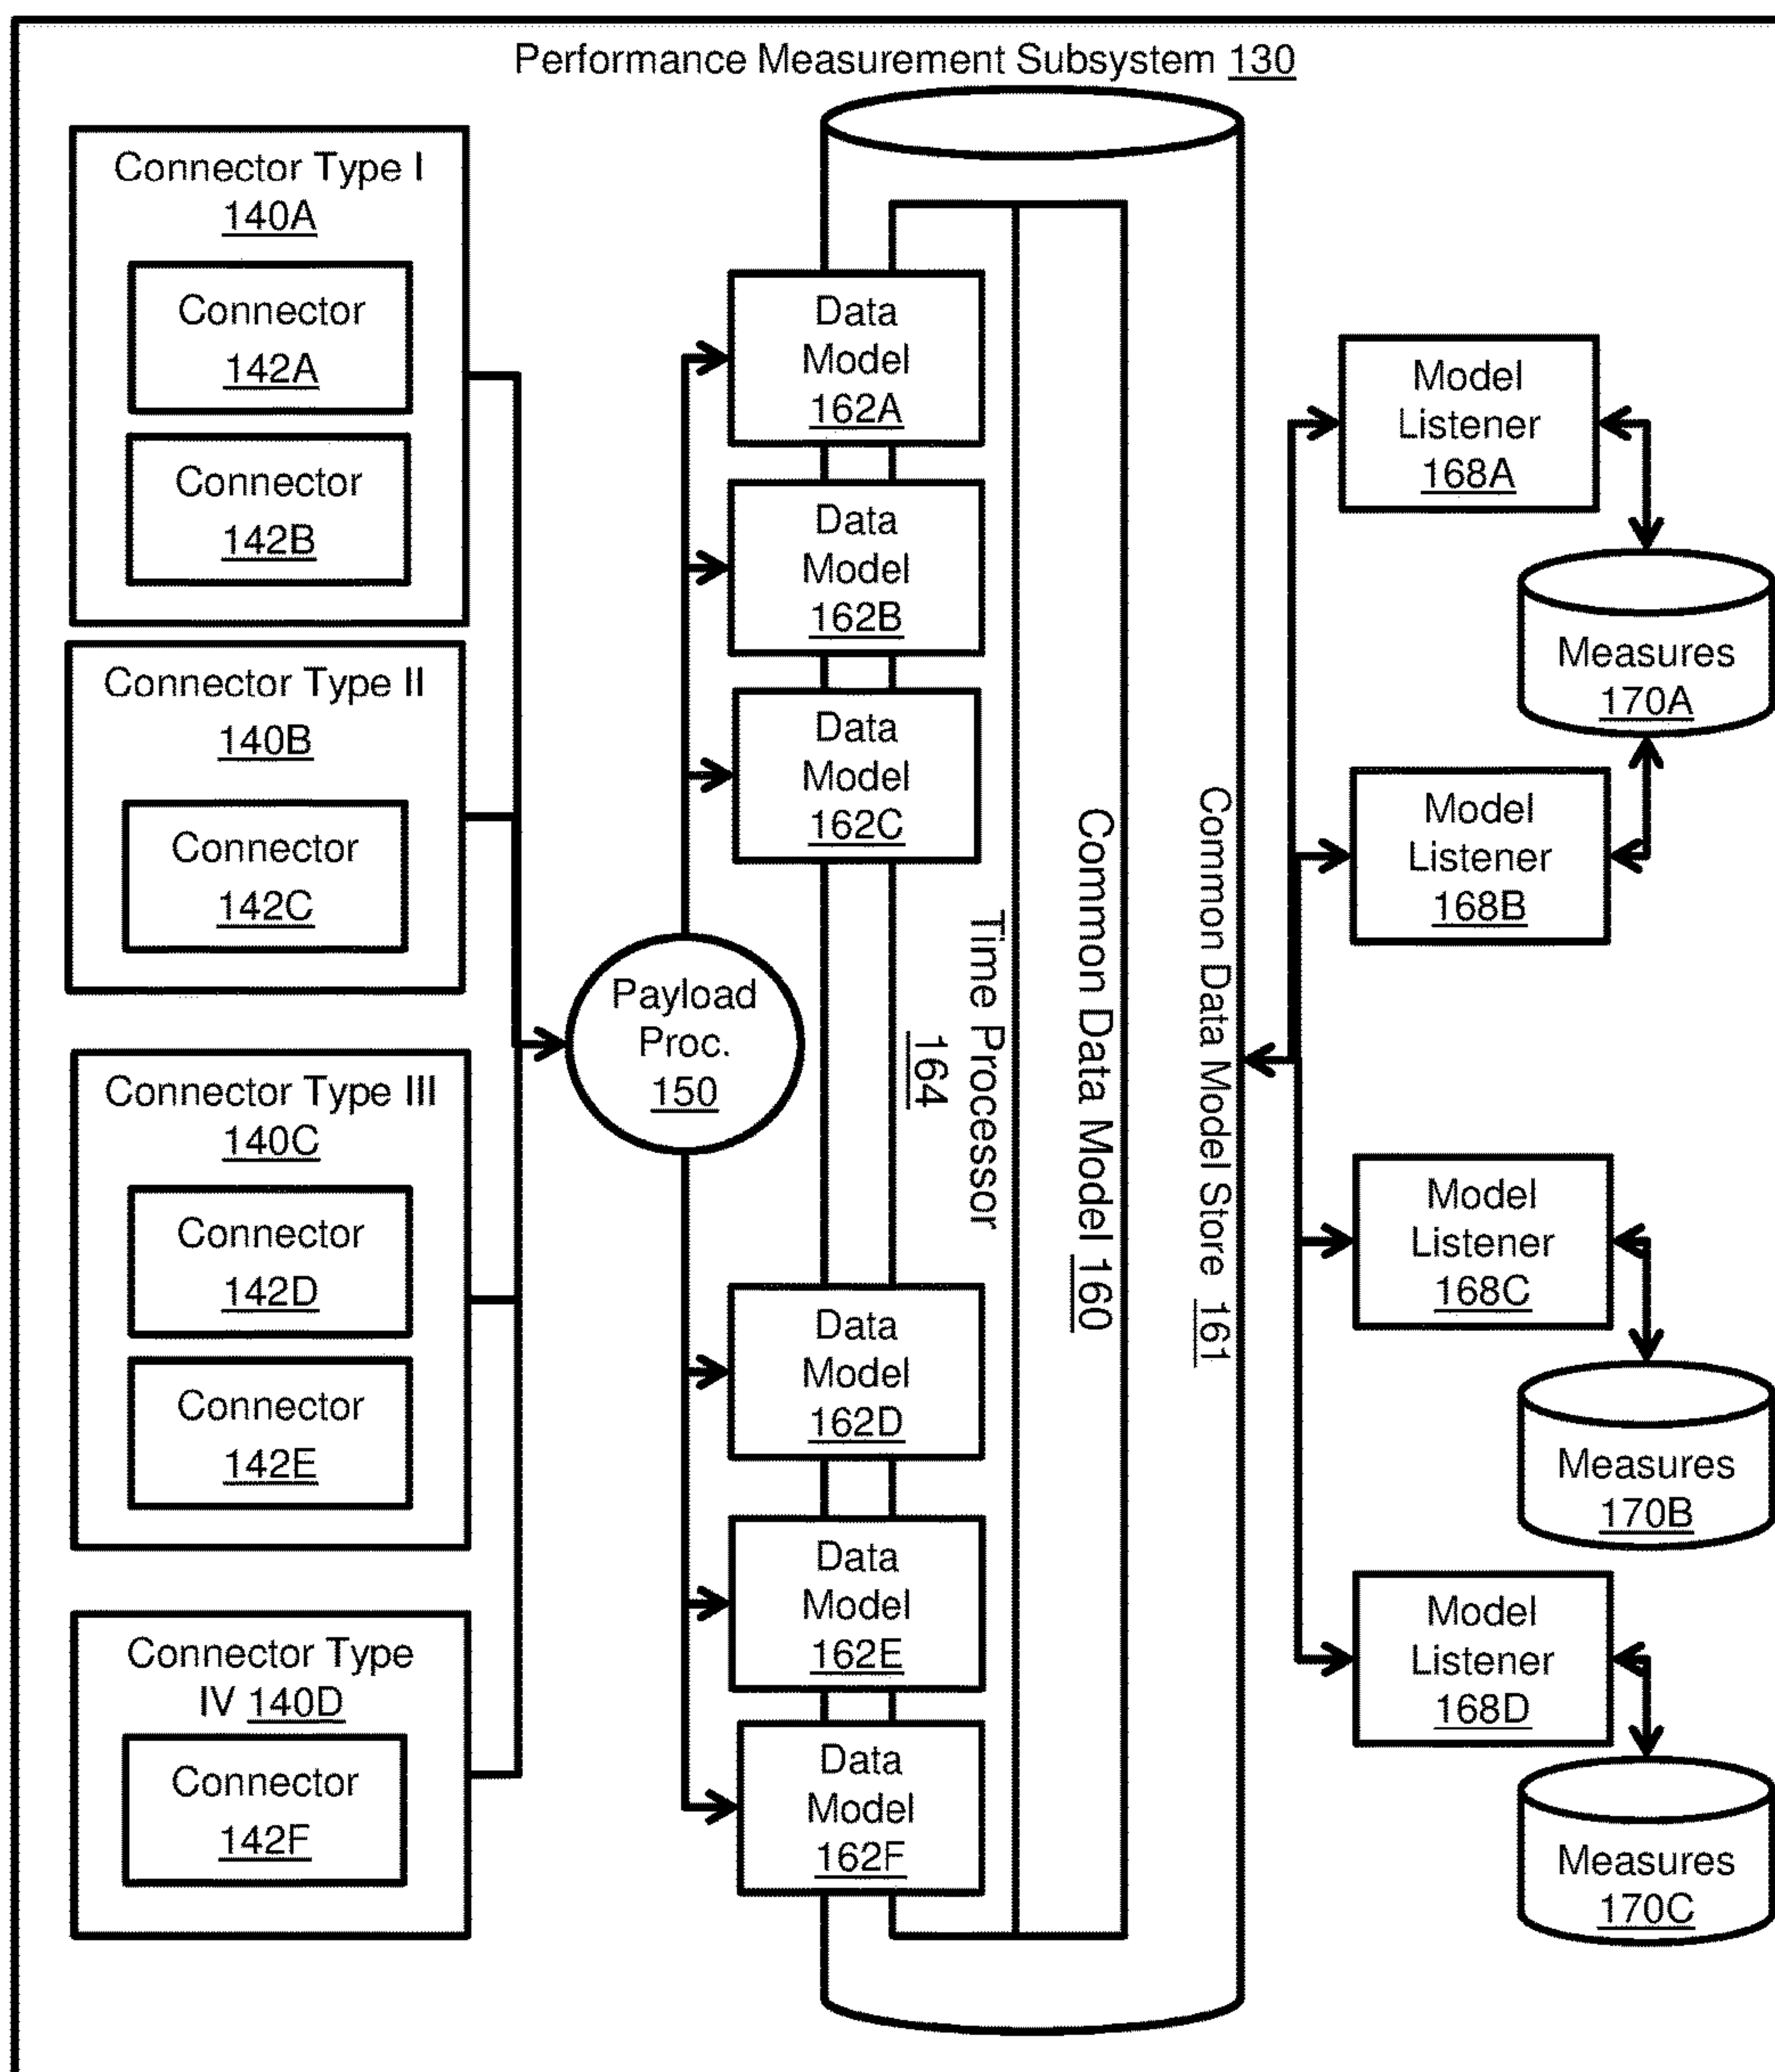 Performance Measurement Subsystem 130
Connector Type I
140A
Connector
142A
Connector
142B
Connector Type II
140B
Connector
142C
Connector Type III
140C
Connector
142D
Connector
142E
Connector Type
IV 140D
Connector
142F
Payload
Proc.
150
Data
Model
162A
Data
Model
162B
Data
Model
162C
Data
Model
162D
Data
Model
162E
Data
Model
162F
Time Processor
164
Common Data Model 160
Common Data Model Store 161
Model
Listener
168A
Measures
170A
Model
Listener
168B
Model
Listener
168C
Measures
170B
Model
Listener
168D
Measures
170C